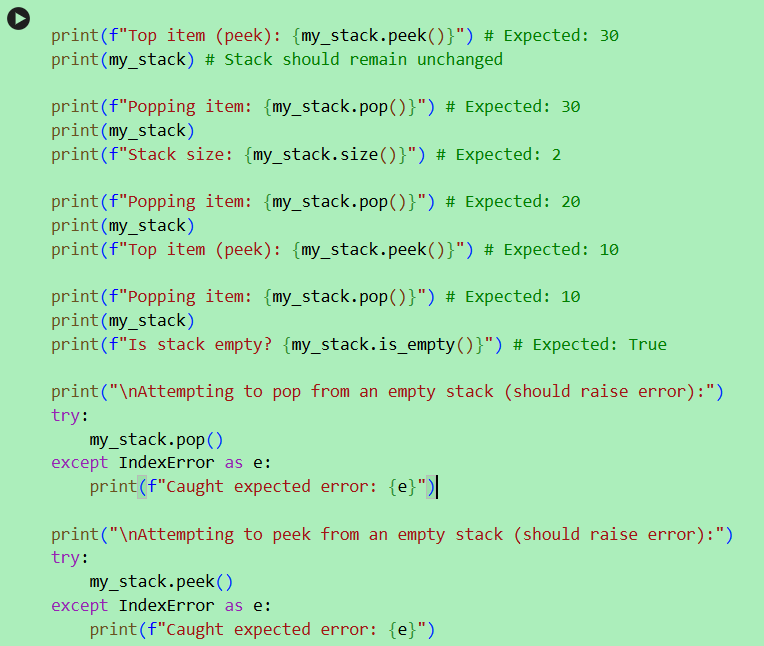 print(f"Top item (peek): {my_stack.peek()}") # Expected: 30
print(my_stack) # Stack should remain unchanged

print(f"Popping item: {my_stack.pop()}") # Expected: 30
print(my_stack)
print(f"Stack size: {my_stack.size()}") # Expected: 2

print(f"Popping item: {my_stack.pop()}") # Expected: 20
print(my_stack)
print(f"Top item (peek): {my_stack.peek()}") # Expected: 10

print(f"Popping item: {my_stack.pop()}") # Expected: 10
print(my_stack)
print(f"Is stack empty? {my_stack.is_empty()}") # Expected: True

print("\nAttempting to pop from an empty stack (should raise error):")
try:
    my_stack.pop()
except IndexError as e:
    print(f"Caught expected error: {e}")

print("\nAttempting to peek from an empty stack (should raise error):")
try:
    my_stack.peek()
except IndexError as e:
    print(f"Caught expected error: {e}")